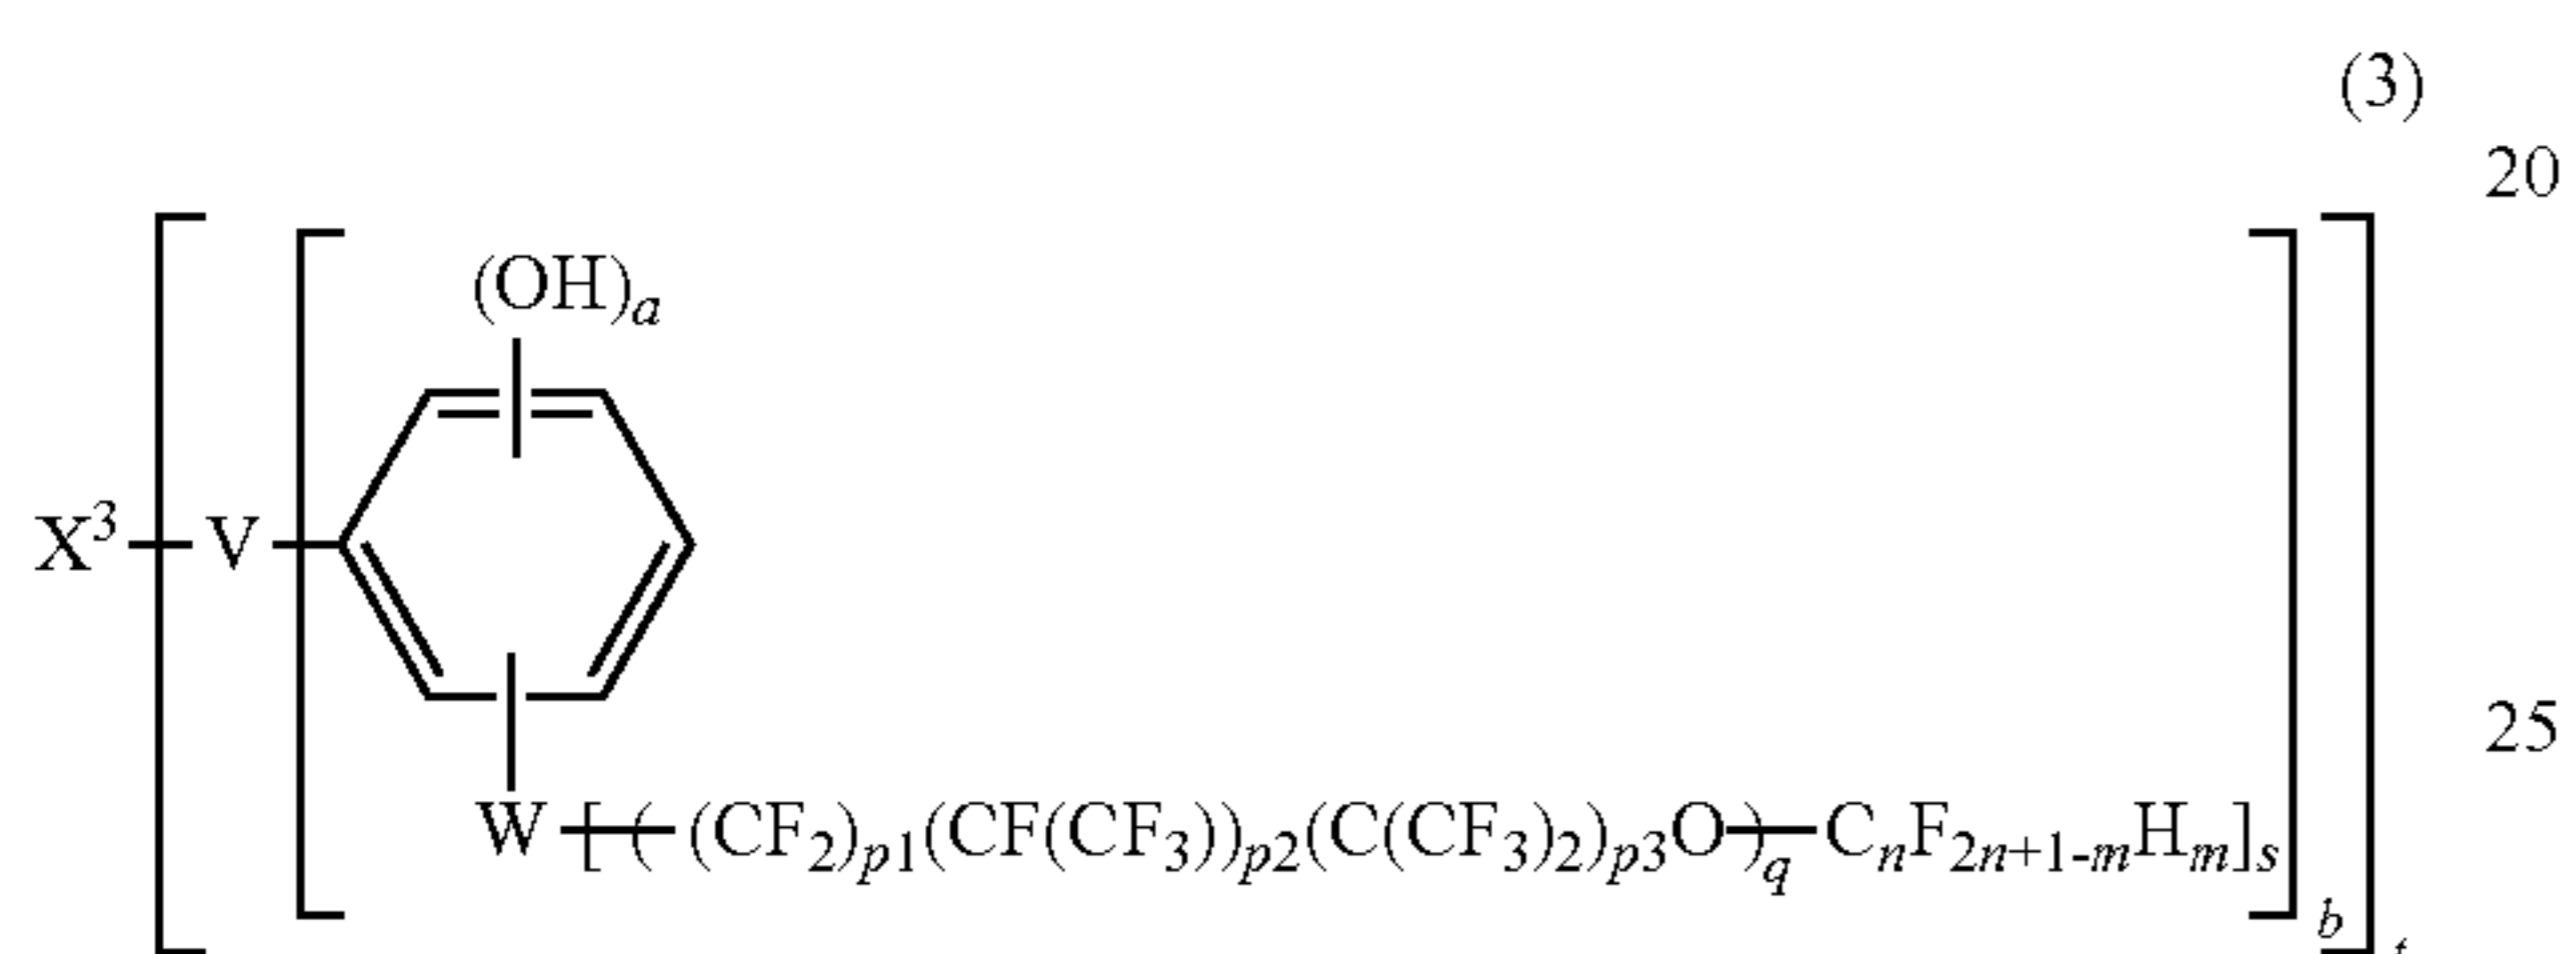 (3)
20
(OH)a
X3 V
25
W [ ( (CF2)p1(CF(CF3))p2(C(CF3)2)p3O )q CnF2n+1-mHm]s
b
t